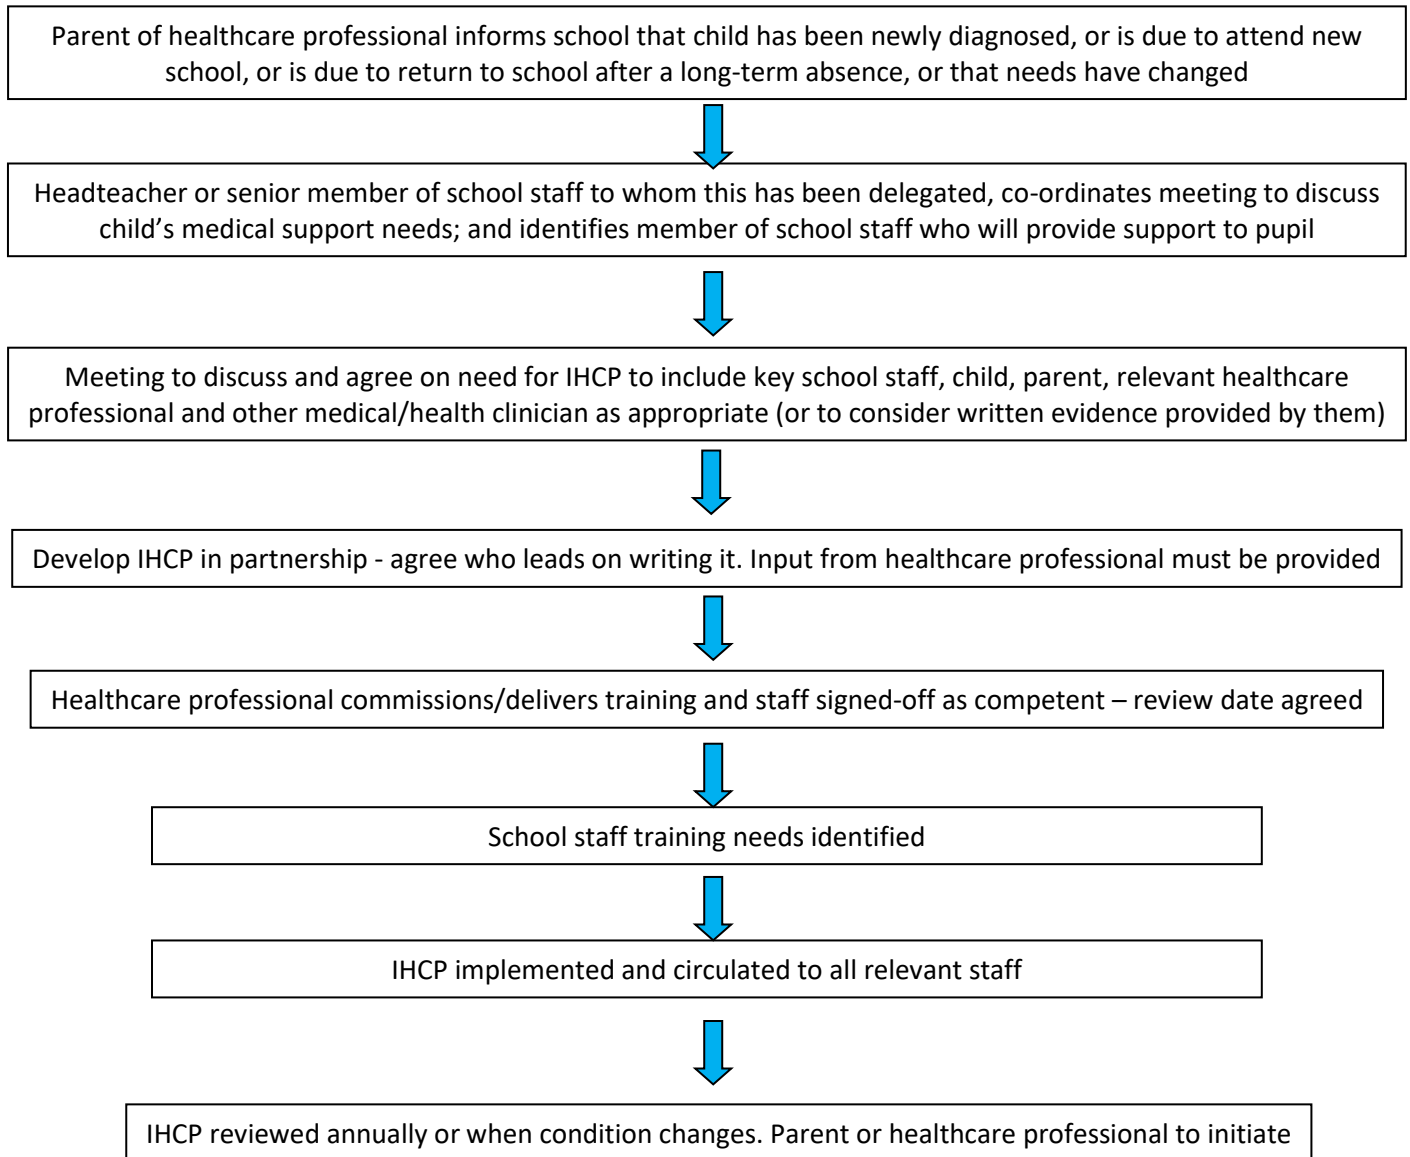 Parent of healthcare professional informs school that child has been newly diagnosed, or is due to attend new
school, or is due to return to school after a long-term absence, or that needs have changed
Headteacher or senior member of school staff to whom this has been delegated, co-ordinates meeting to discuss
child’s medical support needs; and identifies member of school staff who will provide support to pupil
Meeting to discuss and agree on need for IHCP to include key school staff, child, parent, relevant healthcare
professional and other medical/health clinician as appropriate (or to consider written evidence provided by them)
Develop IHCP in partnership - agree who leads on writing it. Input from healthcare professional must be provided
Healthcare professional commissions/delivers training and staff signed-off as competent – review date agreed
School staff training needs identified
IHCP implemented and circulated to all relevant staff
IHCP reviewed annually or when condition changes. Parent or healthcare professional to initiate